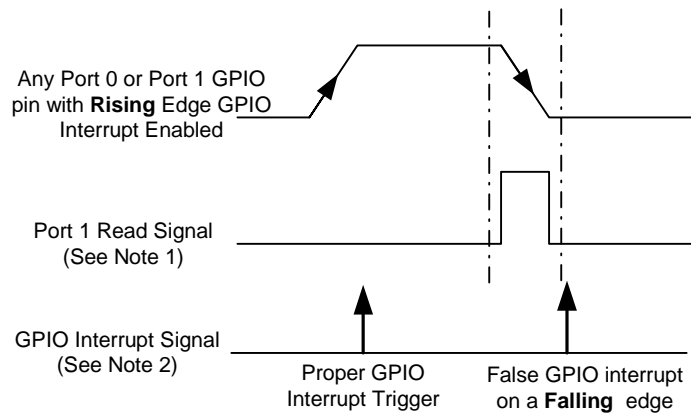 Any Port 0 or Port 1 GPIO
pin with Rising Edge GPIO
Interrupt Enabled
Port 1 Read Signal
(See Note 1)
GPIO Interrupt Signal
(See Note 2)
Proper GPIO
Interrupt Trigger
False GPIO interrupt
on a Falling edge